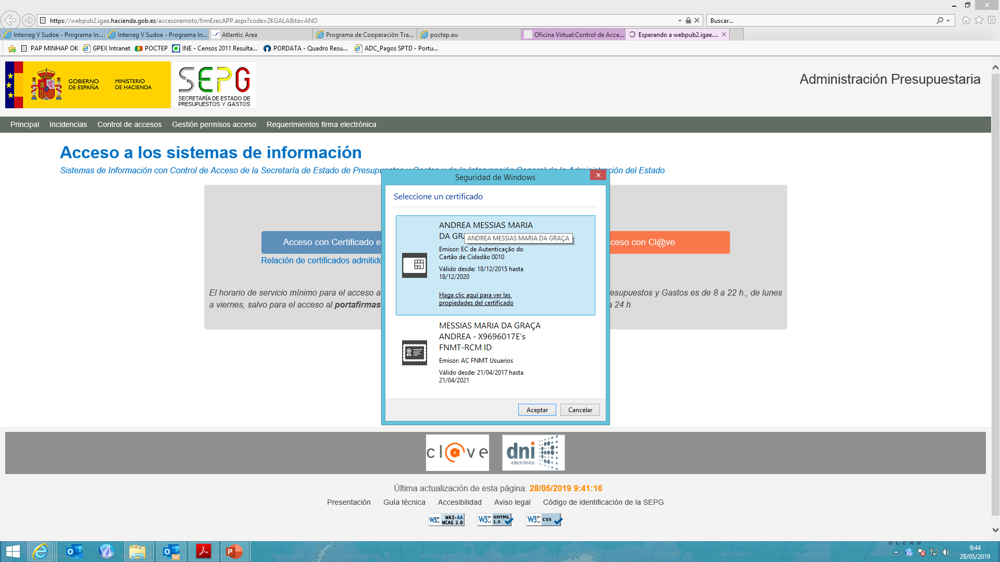 https://webpub2.igae.hacienda.gob.es/accesoremoto/frmExecAPP.aspx?code=2KGALA&ta=ANO
Buscar...
Interreg V Sudoe - Programa In...
Interreg V Sudoe - Programa In...
Atlantic Area
Programa de Cooperación Tra...
poctep.eu
Oficina Virtual:Control de Acce...
Esperando a webpub2.igae....
PAP MINHAP OK
GPEX Intranet
POCTEP
INE - Censos 2011 Resulta...
PORDATA - Quadro Resu...
ADC_Pagos SPTD - Portu...
GOBIERNO
DE ESPAÑA
MINISTERIO
DE HACIENDA
SEPG
SECRETARÍA DE ESTADO DE
PRESUPUESTOS Y GASTOS
Administración Presupuestaria
Principal
Incidencias
Control de accesos
Gestión permisos acceso
Requerimientos firma electrónica
Acceso a los sistemas de información
Sistemas de Información con Control de Acceso de la Secretaría de Estado de Presupuestos y Gastos y de la Intervención General de la Administración del Estado
Acceso con Certificado e
ceso con Cl@ve
Relación de certificados admitido
El horario de servicio mínimo para el acceso a
esupuestos y Gastos es de 8 a 22 h., de lunes
a viernes, salvo para el acceso al portafirmas
a 24 h
Seguridad de Windows
Seleccione un certificado
ANDREA MESSIAS MARIA
DA GRA
ANDREA MESSIAS MARIA DA GRAÇA
Emisor: EC de Autenticação do
Cartão de Cidadão 0010
Válido desde: 18/12/2015 hasta
18/12/2020
Haga clic aquí para ver las
propiedades del certificado
MESSIAS MARIA DA GRAÇA
ANDREA - X9696017E´s
FNMT-RCM ID
Emisor: AC FNMT Usuarios
Válido desde: 21/04/2017 hasta
21/04/2021
Aceptar
Cancelar
cl@ve
dni
electrónico
Última actualización de esta página: 28/05/2019 9:41:16
Presentación
Guía técnica
Accesibilidad
Aviso legal
Código de identificación de la SEPG
W3C WAI-AA
WCAG 2.0
W3C XHTML
1.0
W3C CSS
OCEAN
9:44
28/05/2019